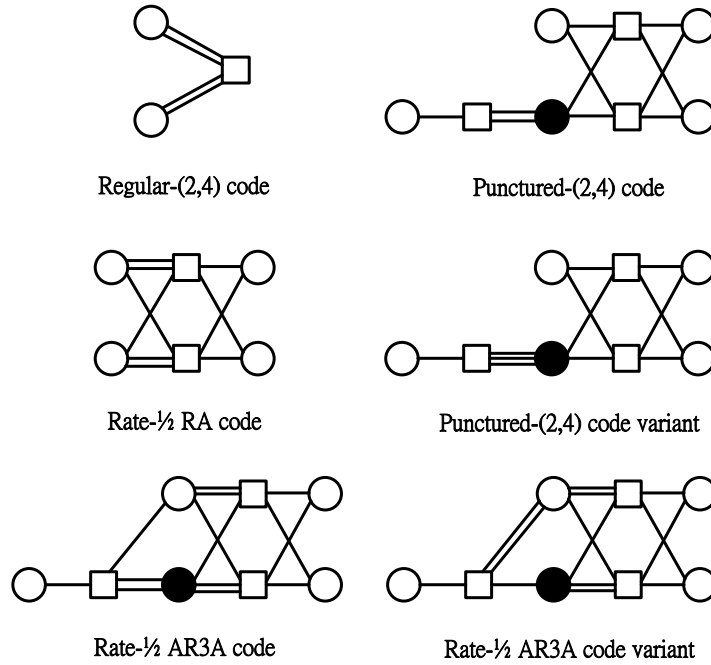 Regular-(2,4) code
Punctured-(2,4) code
Rate-½ RA code
Punctured-(2,4) code variant
Rate-½ AR3A code
Rate-½ AR3A code variant